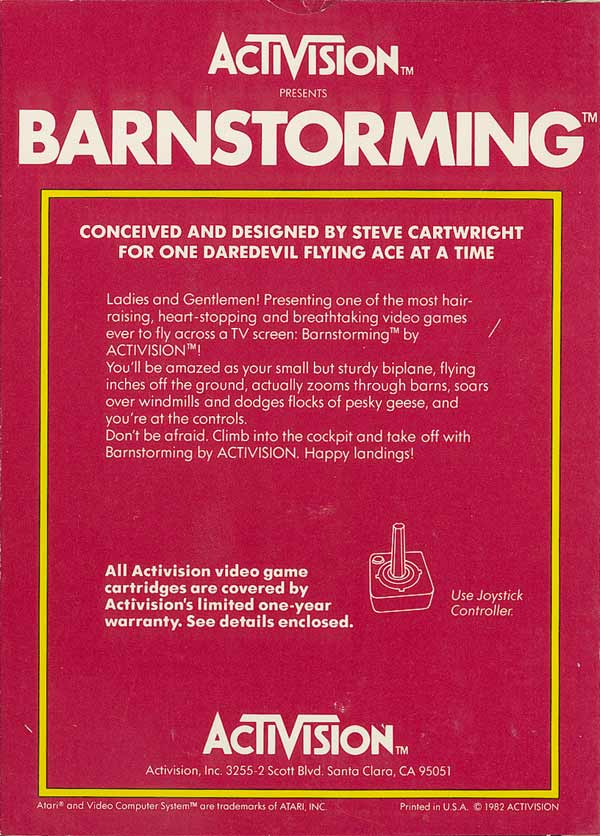 ACTIVISION™
PRESENTS
BARNSTORMING™
CONCEIVED AND DESIGNED BY STEVE CARTWRIGHT
FOR ONE DAREDEVIL FLYING ACE AT A TIME
Ladies and Gentlemen! Presenting one of the most hair-
raising, heart-stopping and breathtaking video games
ever to fly across a TV screen: Barnstorming™ by
ACTIVISION™!
You'll be amazed as your small but sturdy biplane, flying
inches off the ground, actually zooms through barns, soars
over windmills and dodges flocks of pesky geese, and
you're at the controls.
Don't be afraid. Climb into the cockpit and take off with
Barnstorming by ACTIVISION. Happy landings!
All Activision video game
cartridges are covered by
Activision's limited one-year
warranty. See details enclosed.
Use Joystick
Controller.
ACTIVISION™
Activision, Inc. 3255-2 Scott Blvd. Santa Clara, CA 95051
Atari® and Video Computer System™ are trademarks of ATARI, INC.
Printed in U.S.A. © 1982 ACTIVISION